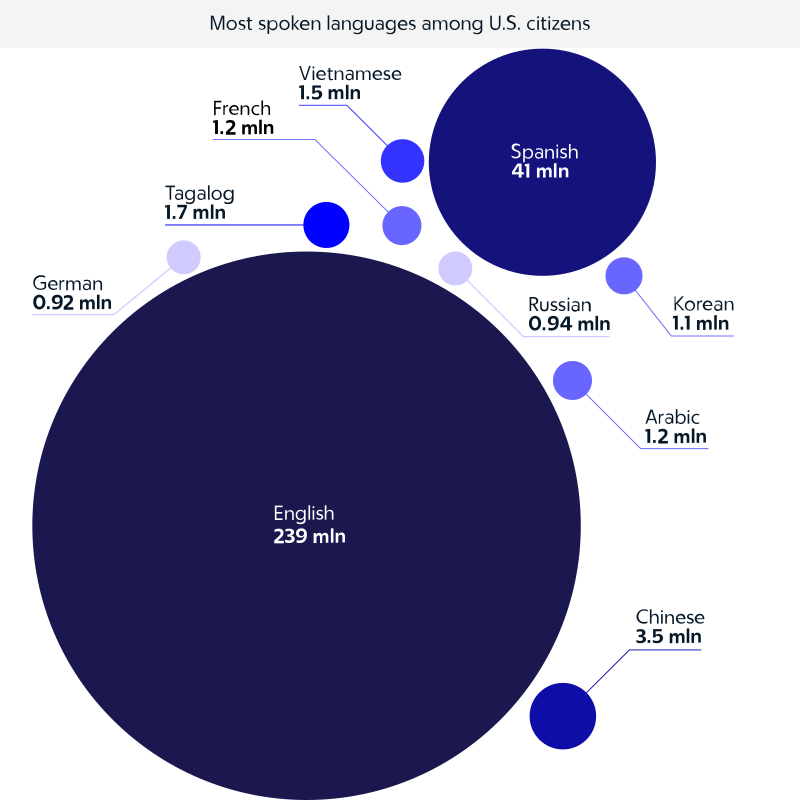 Most spoken languages among U.S. citizens
Vietnamese
1.5 mln
French
1.2 mln
Spanish
41 mln
Tagalog
1.7 mln
German
0.92 mln
Russian
0.94 mln
Korean
1.1 mln
Arabic
1.2 mln
English
239 mln
Chinese
3.5 mln